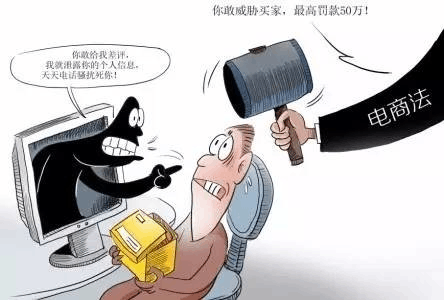 你敢威胁买家，最高罚款50万！
你敢给我差评，
我就泄露你的个人信息，
天天电话骚扰死你！
电商法